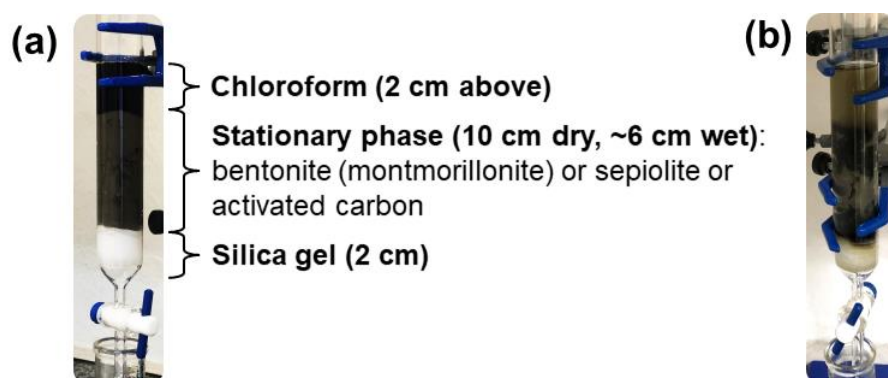 (a)
(b)
Chloroform (2 cm above)
Stationary phase (10 cm dry, ~6 cm wet):
bentonite (montmorillonite) or sepiolite or
activated carbon
Silica gel (2 cm)